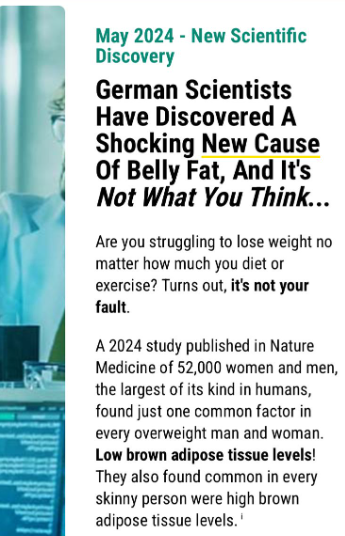 May 2024 - New Scientific
Discovery
German Scientists
Have Discovered A
Shocking New Cause
Of Belly Fat, And It's
Not What You Think...
Are you struggling to lose weight no
matter how much you diet or
exercise? Turns out, it's not your
fault.
A 2024 study published in Nature
Medicine of 52,000 women and men,
the largest of its kind in humans,
found just one common factor in
every overweight man and woman.
Low brown adipose tissue levels!
They also found common in every
skinny person were high brown
adipose tissue levels. i